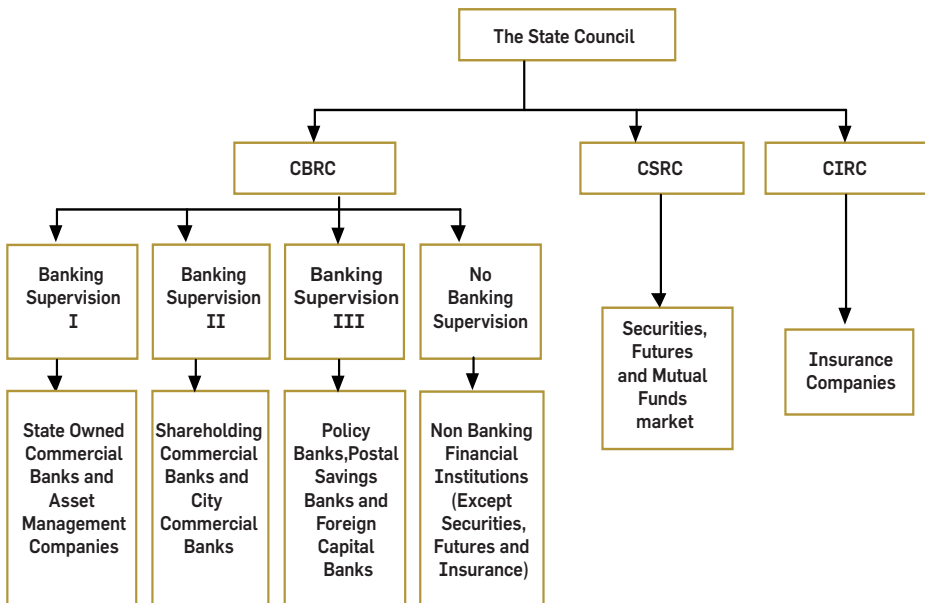 The State Council
CBRC
CSRC
CIRC
Banking
Supervision
I
Banking
Supervision
II
Banking
Supervision
III
No
Banking
Supervision
Securities,
Futures
and Mutual
Funds
market
Insurance
Companies
State Owned
Commercial
Banks and
Asset
Management
Companies
Shareholding
Commercial
Banks and
City
Commercial
Banks
Policy
Banks,Postal
Savings
Banks and
Foreign
Capital
Banks
Non Banking
Financial
Institutions
(Except
Securities,
Futures and
Insurance)